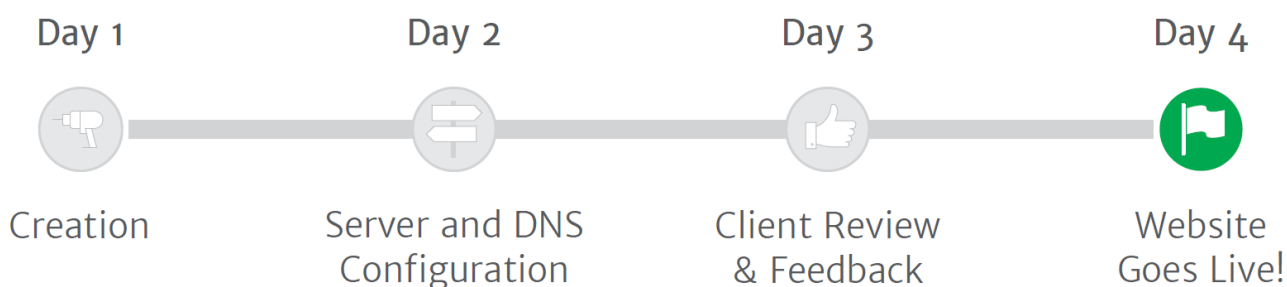 Day 1
Day 2
Day 3
Day 4
Creation
Server and DNS
Configuration
Client Review
& Feedback
Website
Goes Live!